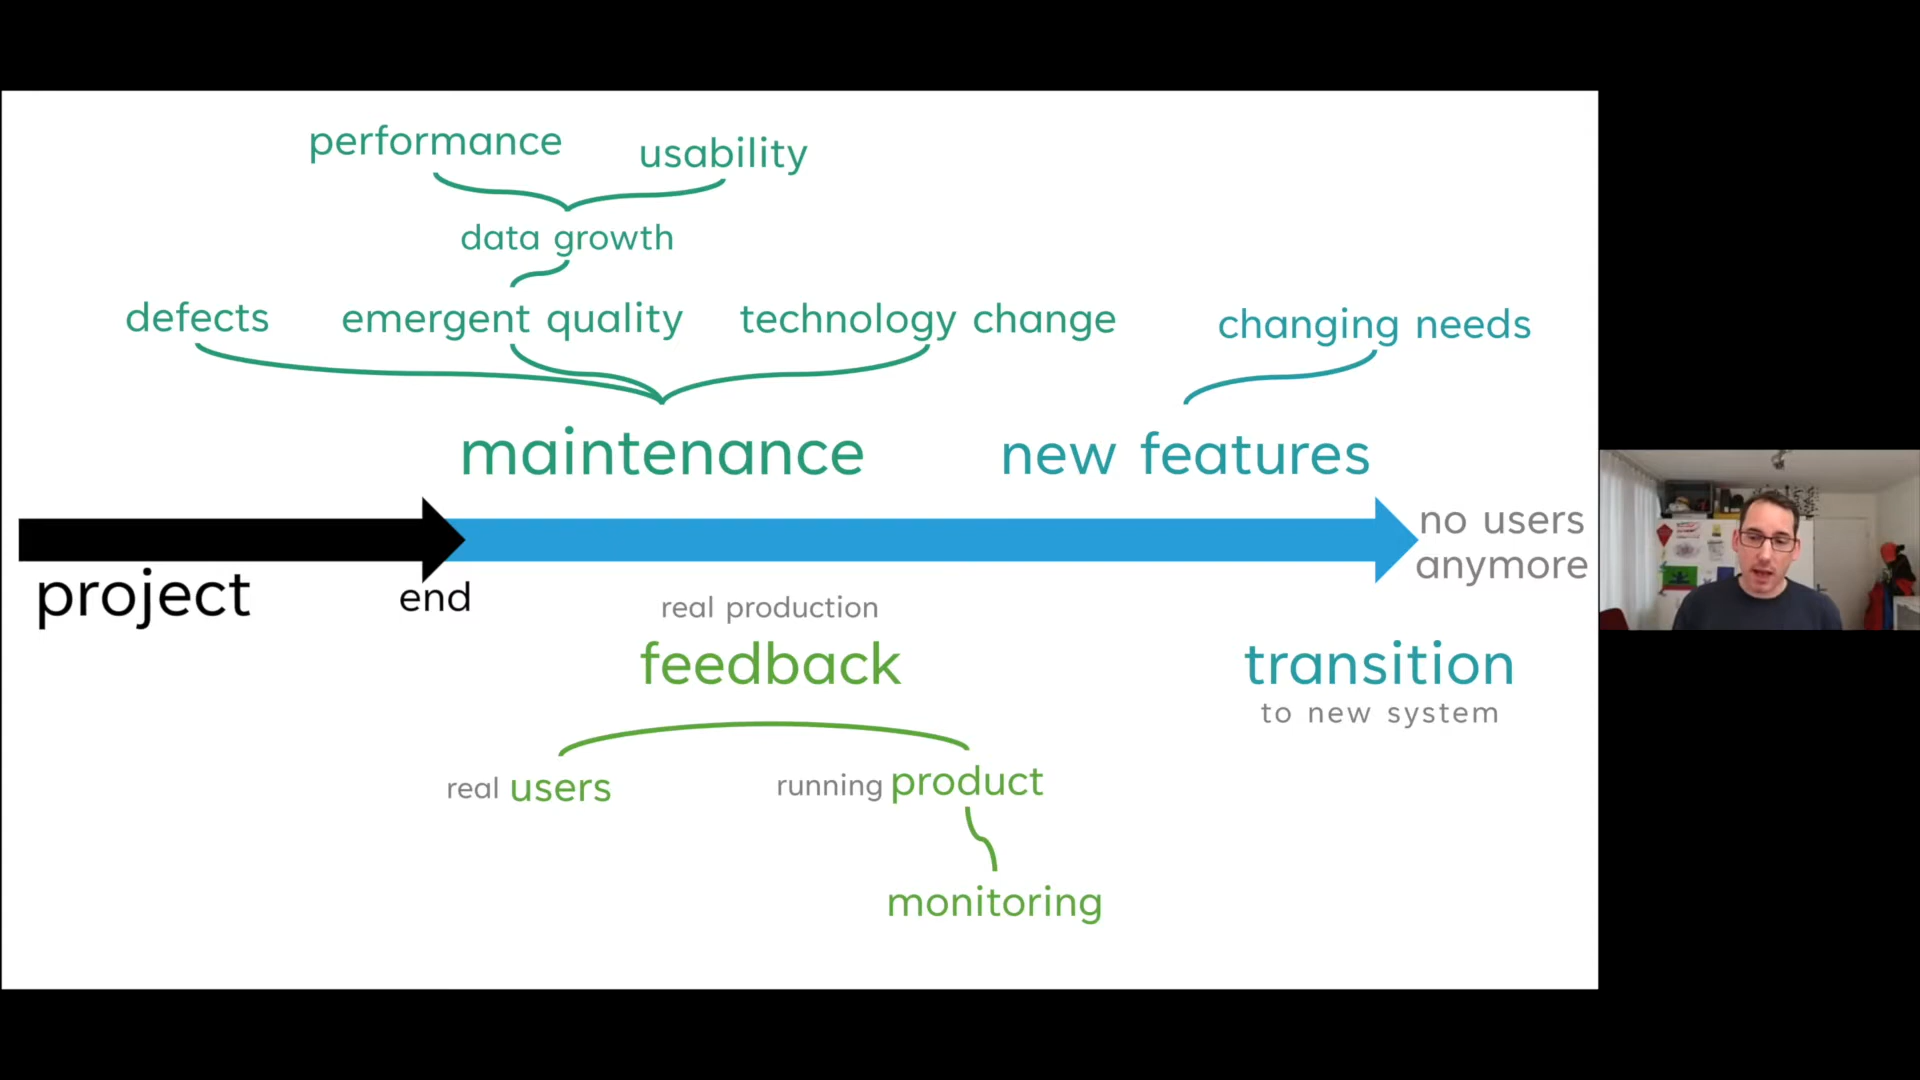 performance
usability
data growth
defects
emergent quality
technology change
changing needs
maintenance
new features
no users
anymore
project
end
real production
feedback
transition
to new system
real users
running product
monitoring